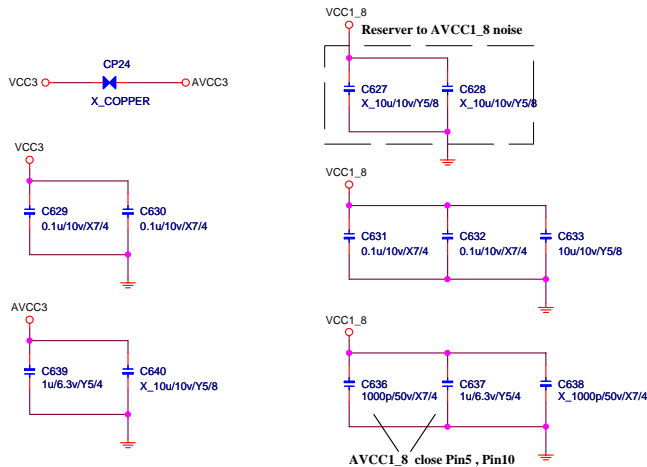 VCC1_8
Reserver to AVCC1_8 noise
CP24
VCC3
AVCC3
X_COPPER
C627
X_10u/10v/Y5/8
C628
X_10u/10v/Y5/8
VCC3
C629
0.1u/10v/X7/4
C630
0.1u/10v/X7/4
VCC1_8
C631
0.1u/10v/X7/4
C632
0.1u/10v/X7/4
C633
10u/10v/Y5/8
AVCC3
C639
1u/6.3v/Y5/4
C640
X_10u/10v/Y5/8
VCC1_8
C636
1000p/50v/X7/4
C637
1u/6.3v/Y5/4
C638
X_1000p/50v/X7/4
AVCC1_8 close Pin5 , Pin10